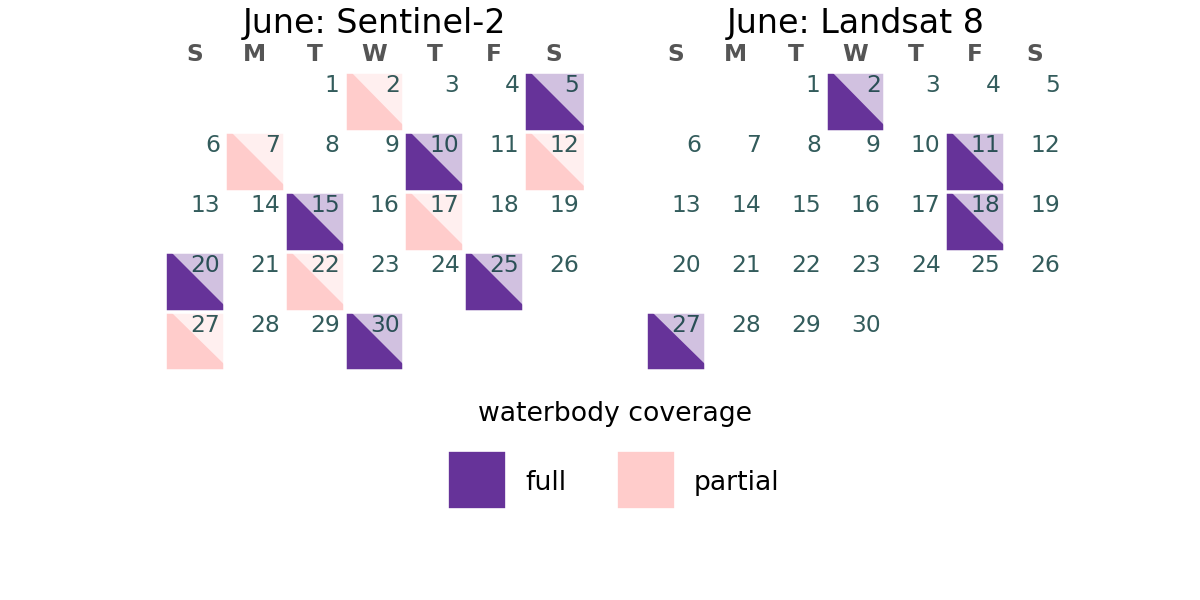 June: Sentinel-2
S M T W T F S
1 2 3 4 5
6 7 8 9 10 11 12
13 14 15 16 17 18 19
20 21 22 23 24 25 26
27 28 29 30
June: Landsat 8
S M T W T F S
1 2 3 4 5
6 7 8 9 10 11 12
13 14 15 16 17 18 19
20 21 22 23 24 25 26
27 28 29 30
waterbody coverage
full partial